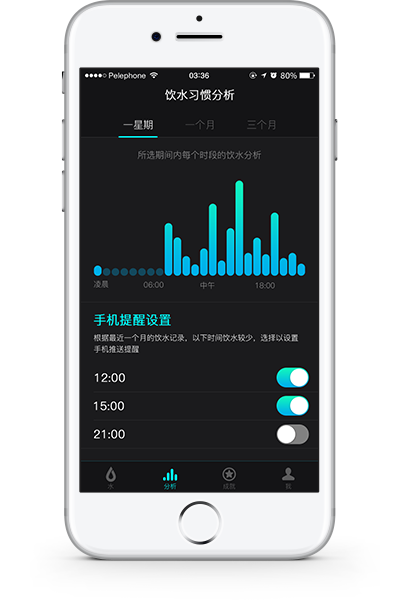 Pelephone 03:36 80%
饮水习惯分析
一星期 一个月 三个月
所选期间内每个时段的饮水分析
凌晨 06:00 中午 18:00
手机提醒设置
根据最近一个月的饮水记录，以下时间饮水较少，选择以设置
手机推送提醒
12:00
15:00
21:00
水 分析 成就 我